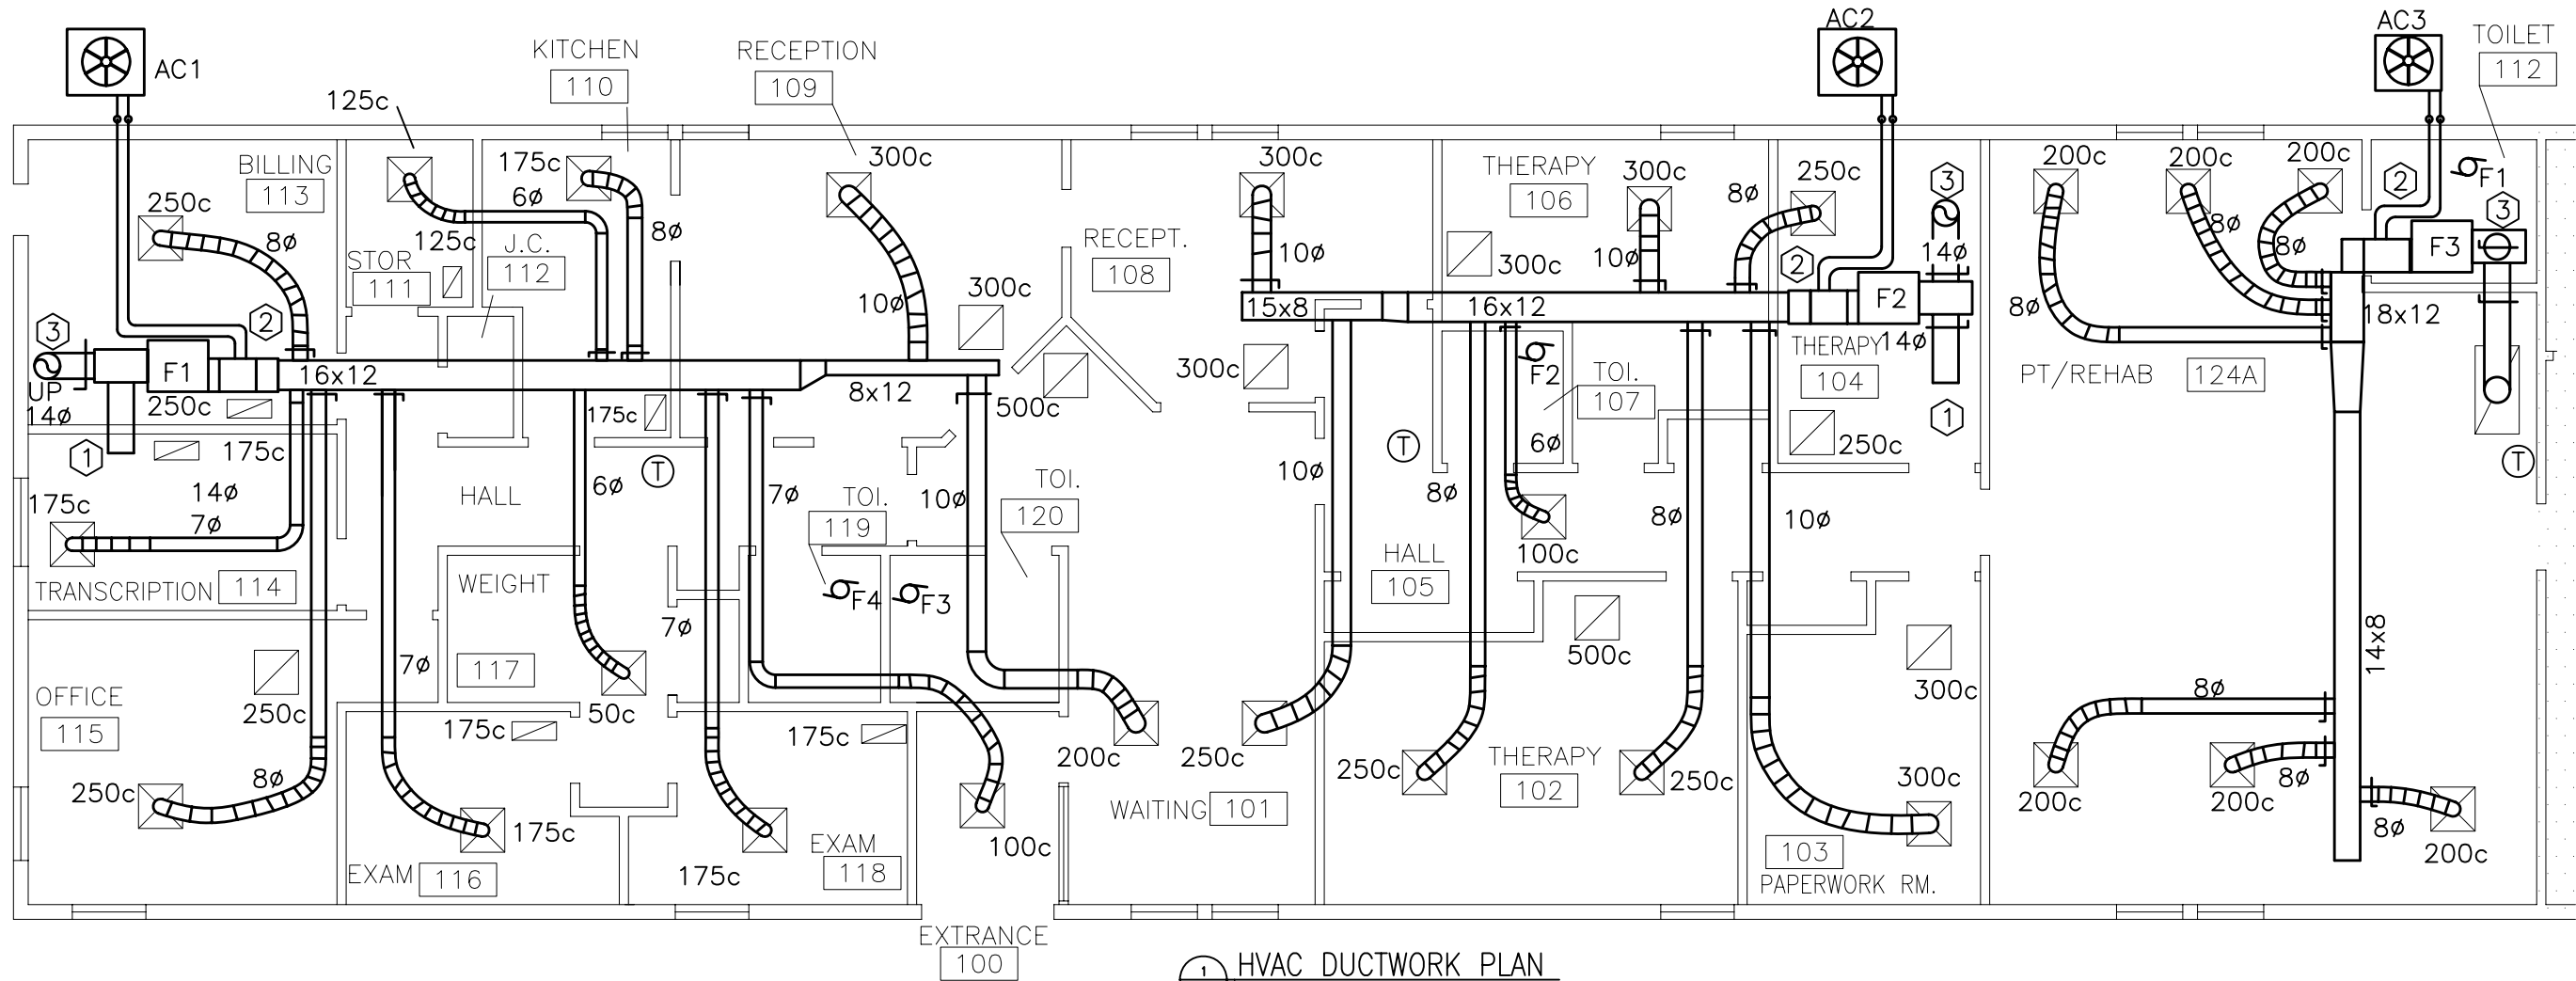 AC1
125c
KITCHEN
110
RECEPTION
109
AC2
AC3
TOILET
112
BILLING
113
250c
8ø
175c
6ø
8ø
125c
STOR
111
J.C.
112
300c
10ø
300c
RECEPT.
108
300c
10ø
THERAPY
106
300c
300c
10ø
8ø
250c
3
14ø
2
200c
200c
200c
8ø
8ø
8ø
2
F1
3
3
2
F1
UP
14ø
16x12
250c
8x12
500c
175c
15x8
16x12
F2
14ø
F3
18x12
300c
F2
TOI.
107
THERAPY
104
PT/REHAB
124A
1
175c
175c
14ø
7ø
HALL
6ø
T
7ø
TOI.
119
10ø
TOI.
120
T
10ø
8ø
6ø
100c
8ø
10ø
250c
1
T
TRANSCRIPTION
114
WEIGHT
117
F4
F3
HALL
105
7ø
7ø
500c
300c
14x8
OFFICE
115
250c
50c
175c
175c
250c
8ø
200c
250c
250c
THERAPY
102
250c
300c
8ø
200c
200c
8ø
8ø
200c
175c
EXAM
116
175c
EXAM
118
100c
WAITING
101
103
PAPERWORK RM.
EXTRANCE
100
1
HVAC DUCTWORK PLAN